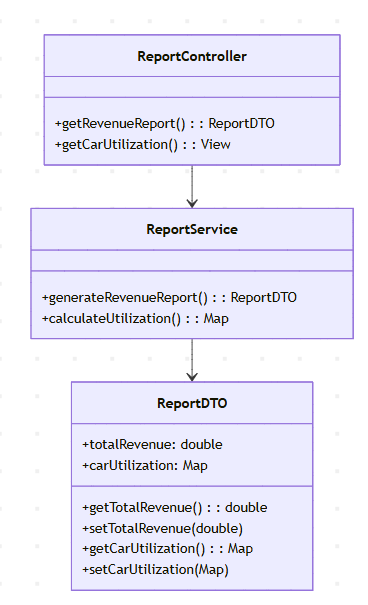 ReportController
+getRevenueReport() : : ReportDTO
+getCarUtilization() : : View
ReportService
+generateRevenueReport() : : ReportDTO
+calculateUtilization() : : Map
ReportDTO
+totalRevenue: double
+carUtilization: Map
+getTotalRevenue() : : double
+setTotalRevenue(double)
+getCarUtilization() : : Map
+setCarUtilization(Map)